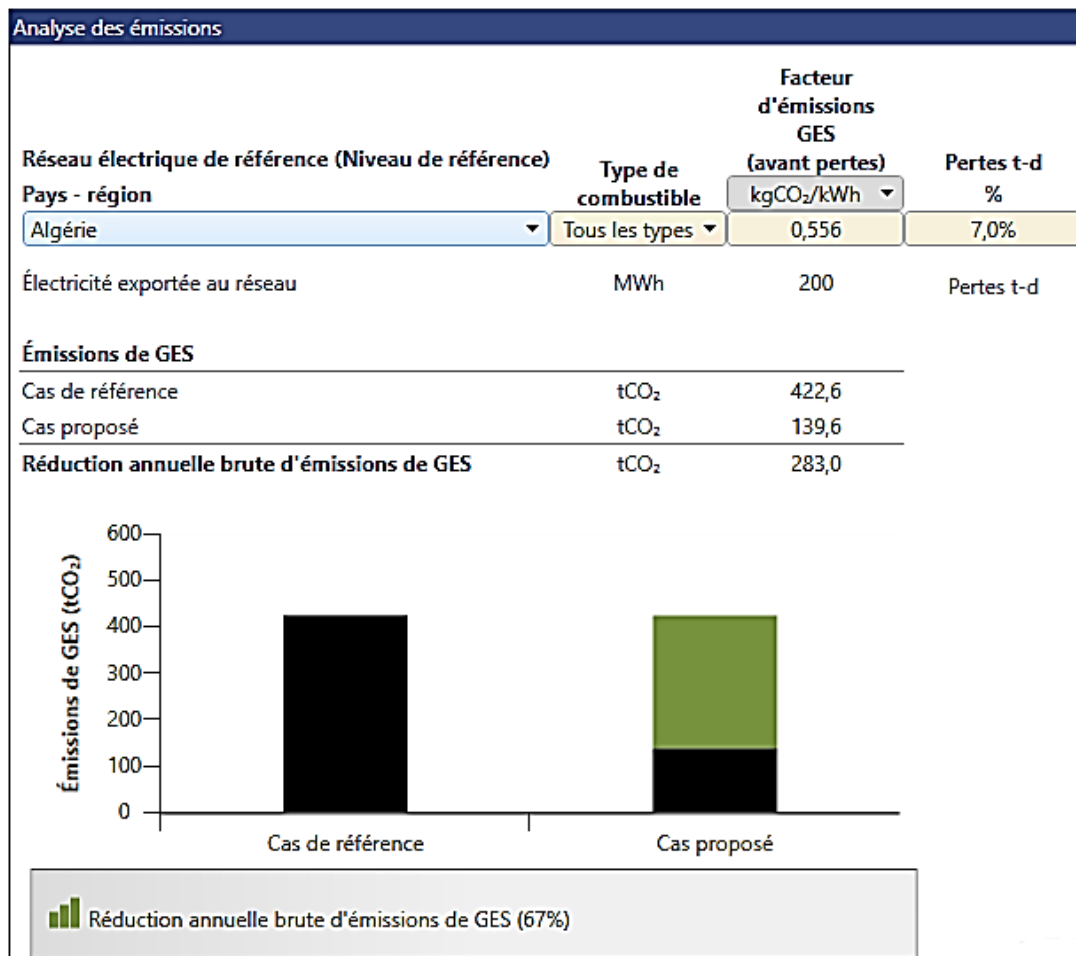 Analyse des émissions
Facteur
d'émissions
GES
Réseau électrique de référence (Niveau de référence) Type de (avant pertes) Pertes t-d
Pays - région combustible kgCO₂/kWh %
Algérie Tous les types 0,556 7,0%
Électricité exportée au réseau MWh 200 Pertes t-d
Émissions de GES
Cas de référence tCO₂ 422,6
Cas proposé tCO₂ 139,6
Réduction annuelle brute d'émissions de GES tCO₂ 283,0
Émissions de GES (tCO₂)
600
500
400
300
200
100
0
Cas de référence Cas proposé
Réduction annuelle brute d'émissions de GES (67%)